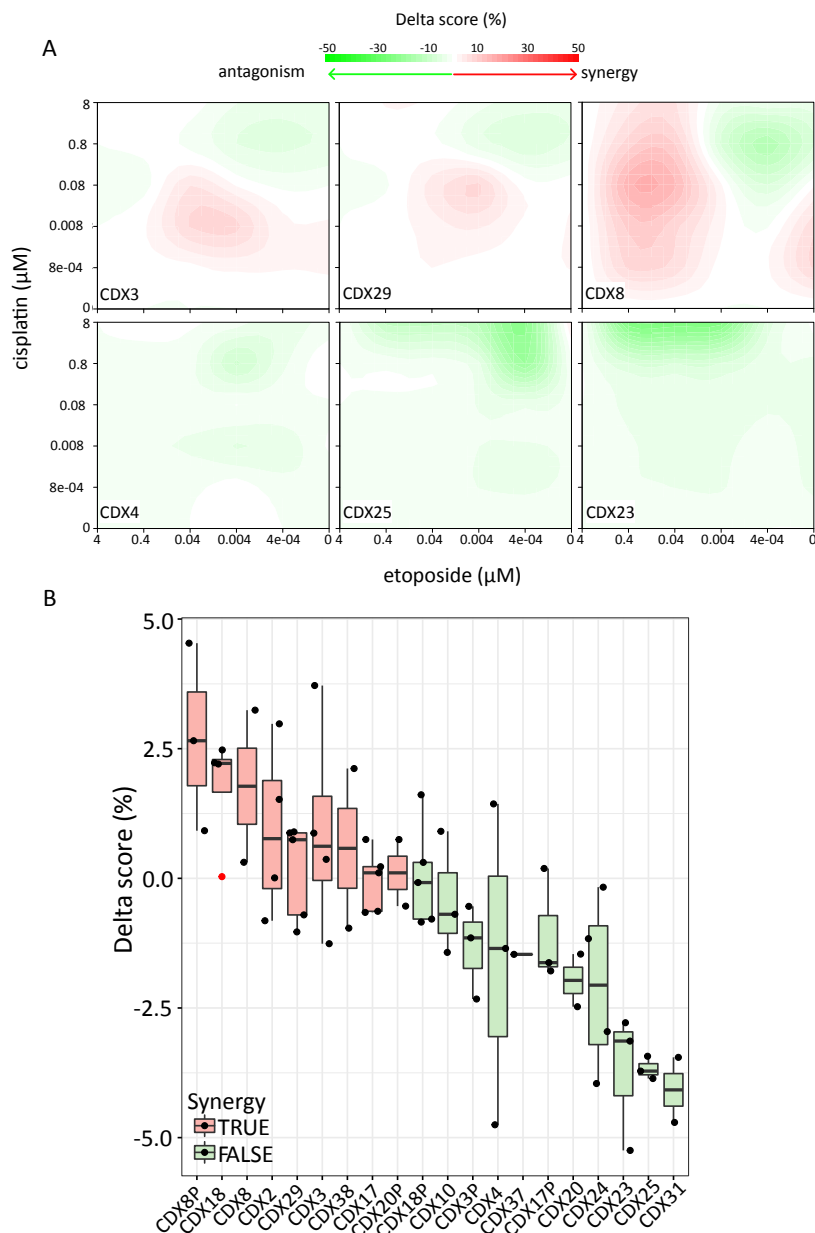 Delta score (%)
A
-50 -30 -10 10 30 50
antagonism synergy
8
0.8
0.08
0.008
8e-04
0
CDX3 CDX29 CDX8
cisplatin (µM)
8
0.8
0.08
0.008
8e-04
0
CDX4 CDX25 CDX23
4 0.4 0.04 0.004 4e-04 0 4 0.4 0.04 0.004 4e-04 0 4 0.4 0.04 0.004 4e-04 0
etoposide (µM)
B
5.0
2.5
0.0
-2.5
-5.0
Delta score (%)
Synergy
TRUE
FALSE
CDX8P CDX18 CDX8 CDX2 CDX29 CDX3 CDX38 CDX17 CDX20P CDX18P CDX10 CDX3P CDX4 CDX37 CDX17P CDX20 CDX24 CDX23 CDX25 CDX31